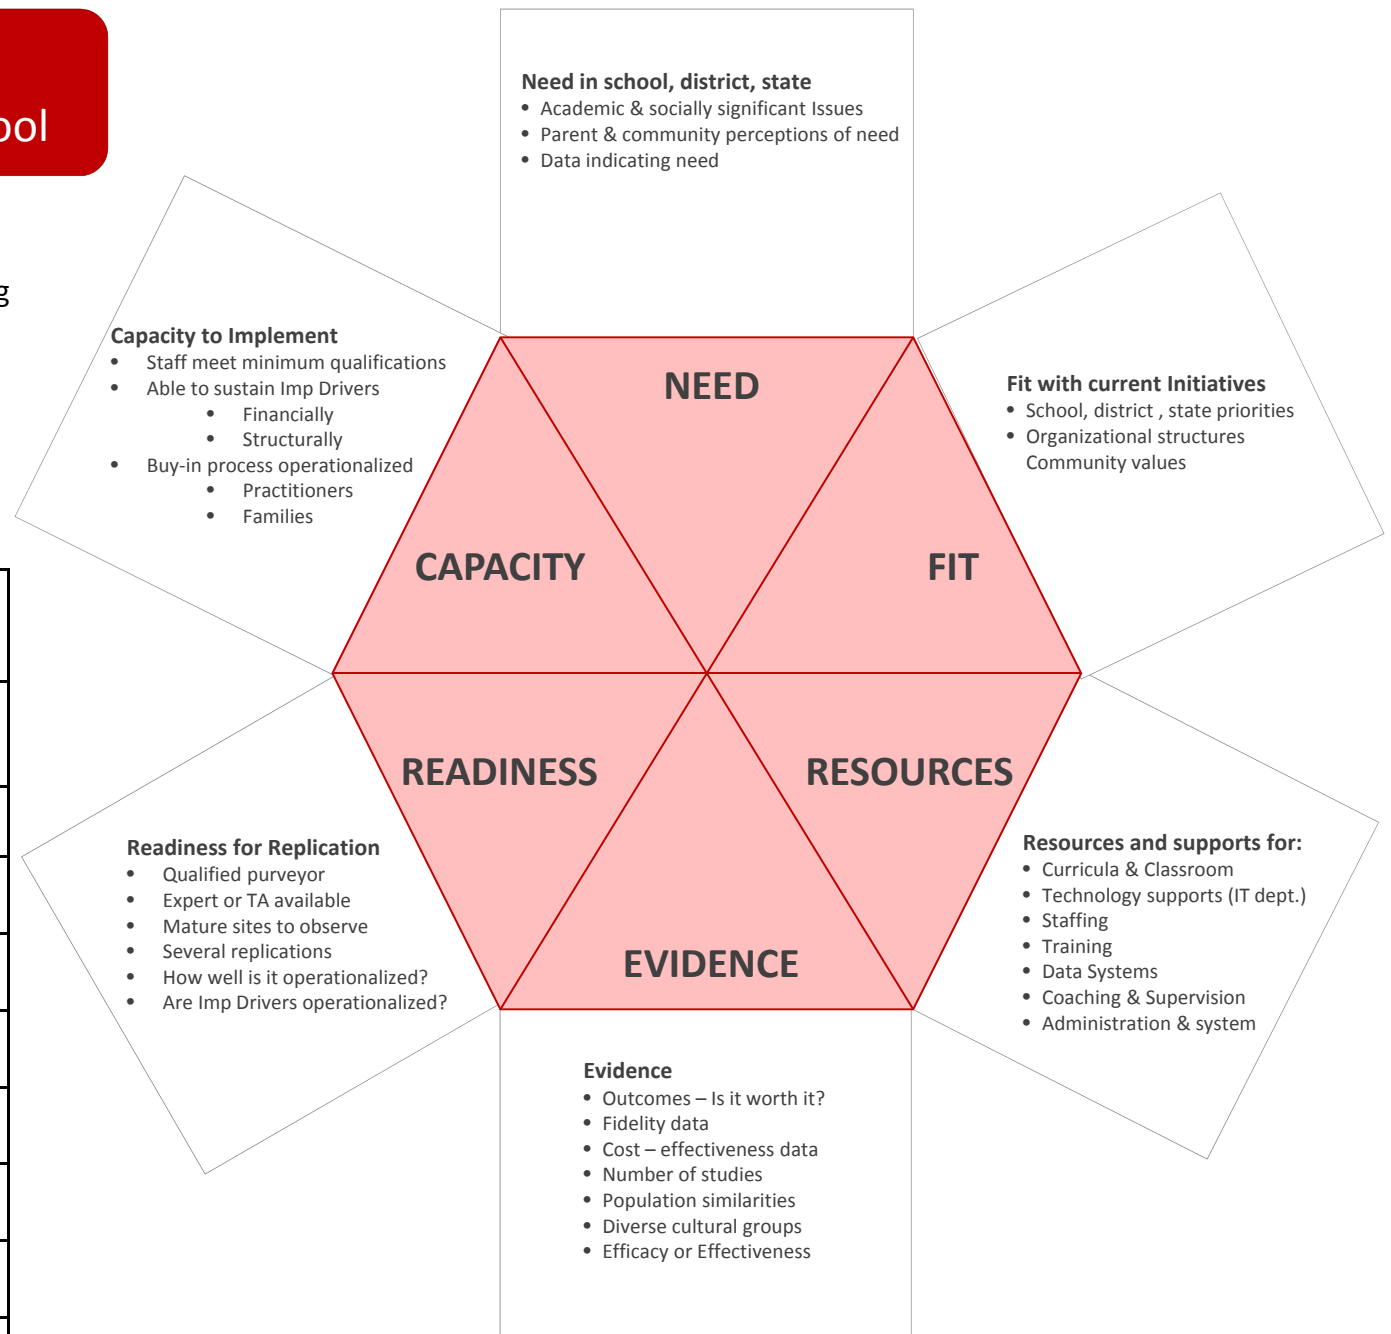 ool
g
Need in school, district, state
• Academic & socially significant Issues
• Parent & community perceptions of need
• Data indicating need
Capacity to Implement
• Staff meet minimum qualifications
• Able to sustain Imp Drivers
• Financially
• Structurally
• Buy-in process operationalized
• Practitioners
• Families
Fit with current Initiatives
• School, district , state priorities
• Organizational structures
Community values
NEED
CAPACITY
FIT
READINESS
RESOURCES
EVIDENCE
Readiness for Replication
• Qualified purveyor
• Expert or TA available
• Mature sites to observe
• Several replications
• How well is it operationalized?
• Are Imp Drivers operationalized?
Resources and supports for:
• Curricula & Classroom
• Technology supports (IT dept.)
• Staffing
• Training
• Data Systems
• Coaching & Supervision
• Administration & system
Evidence
• Outcomes – Is it worth it?
• Fidelity data
• Cost – effectiveness data
• Number of studies
• Population similarities
• Diverse cultural groups
• Efficacy or Effectiveness